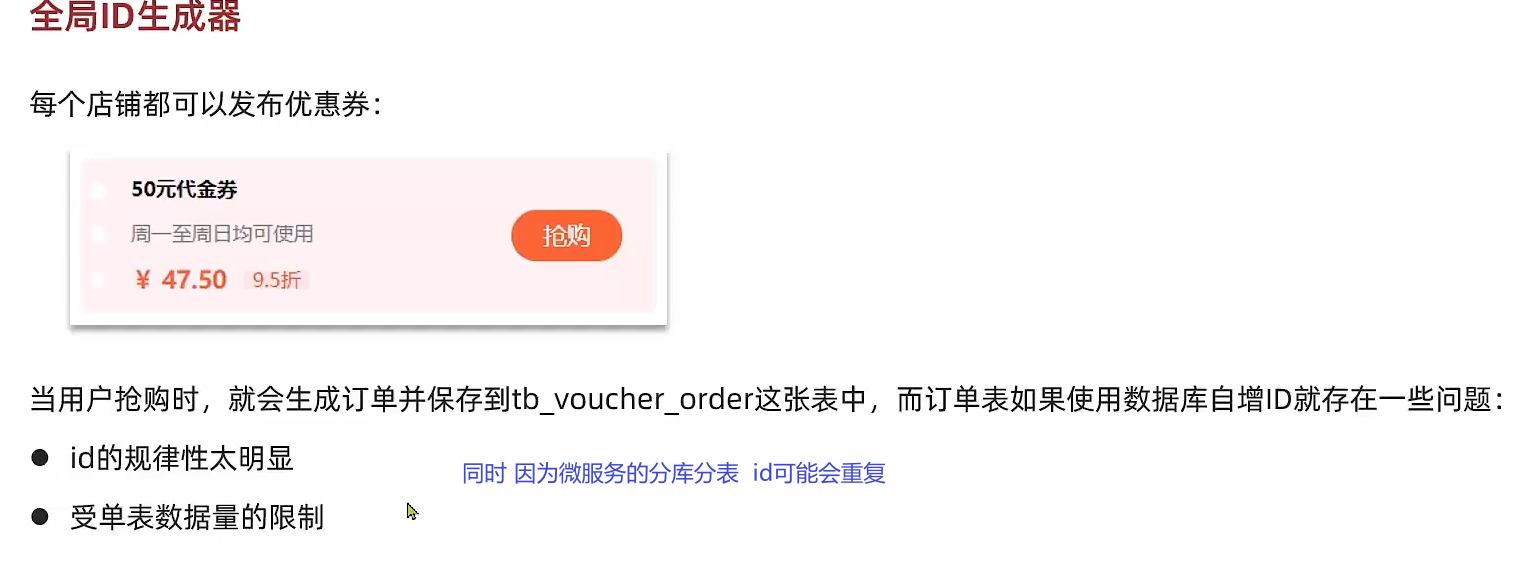 全局ID生成器
每个店铺都可以发布优惠券：
50元代金券
周一至周日均可使用
抢购
￥ 47.50 9.5折
当用户抢购时，就会生成订单并保存到tb_voucher_order这张表中，而订单表如果使用数据库自增ID就存在一些问题：
● id的规律性太明显
同时 因为微服务的分库分表 id可能会重复
● 受单表数据量的限制